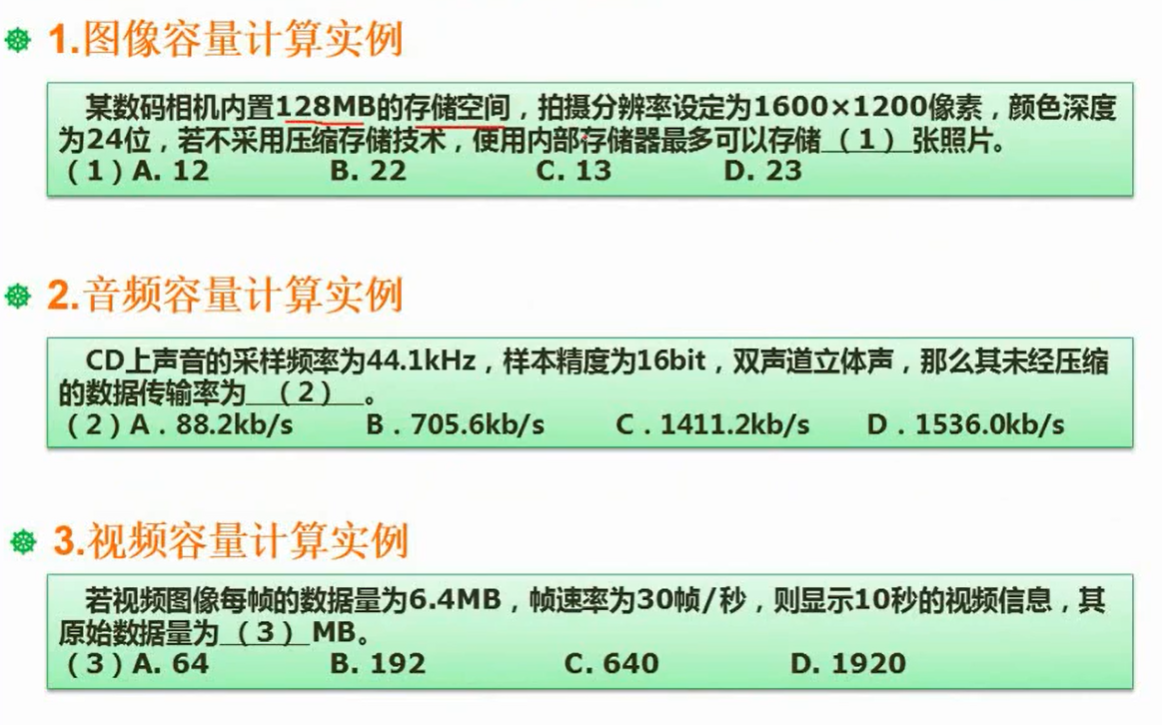 1.图像容量计算实例
某数码相机内置128MB的存储空间，拍摄分辨率设定为1600×1200像素，颜色深度
为24位，若不采用压缩存储技术，使用内部存储器最多可以存储（1）张照片。
（1）A. 12 B. 22 C. 13 D. 23
2.音频容量计算实例
CD上声音的采样频率为44.1kHz，样本精度为16bit，双声道立体声，那么其未经压缩
的数据传输率为（2）。
（2）A．88.2kb/s B．705.6kb/s C．1411.2kb/s D．1536.0kb/s
3.视频容量计算实例
若视频图像每帧的数据量为6.4MB，帧速率为30帧/秒，则显示10秒的视频信息，其
原始数据量为（3）MB。
（3）A. 64 B. 192 C. 640 D. 1920